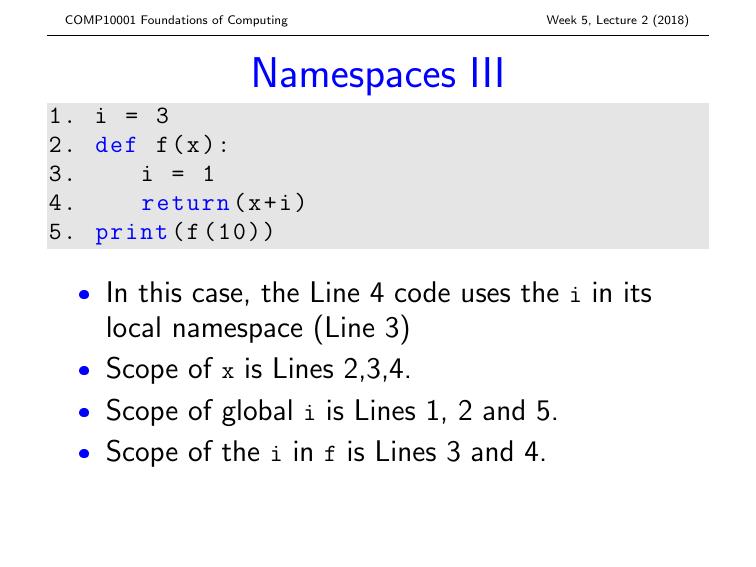 COMP10001 Foundations of Computing Week 5, Lecture 2 (2018)
Namespaces III
1. i = 3
2. def f(x):
3.    i = 1
4.    return(x+i)
5. print(f(10))
• In this case, the Line 4 code uses the i in its
local namespace (Line 3)
• Scope of x is Lines 2,3,4.
• Scope of global i is Lines 1, 2 and 5.
• Scope of the i in f is Lines 3 and 4.